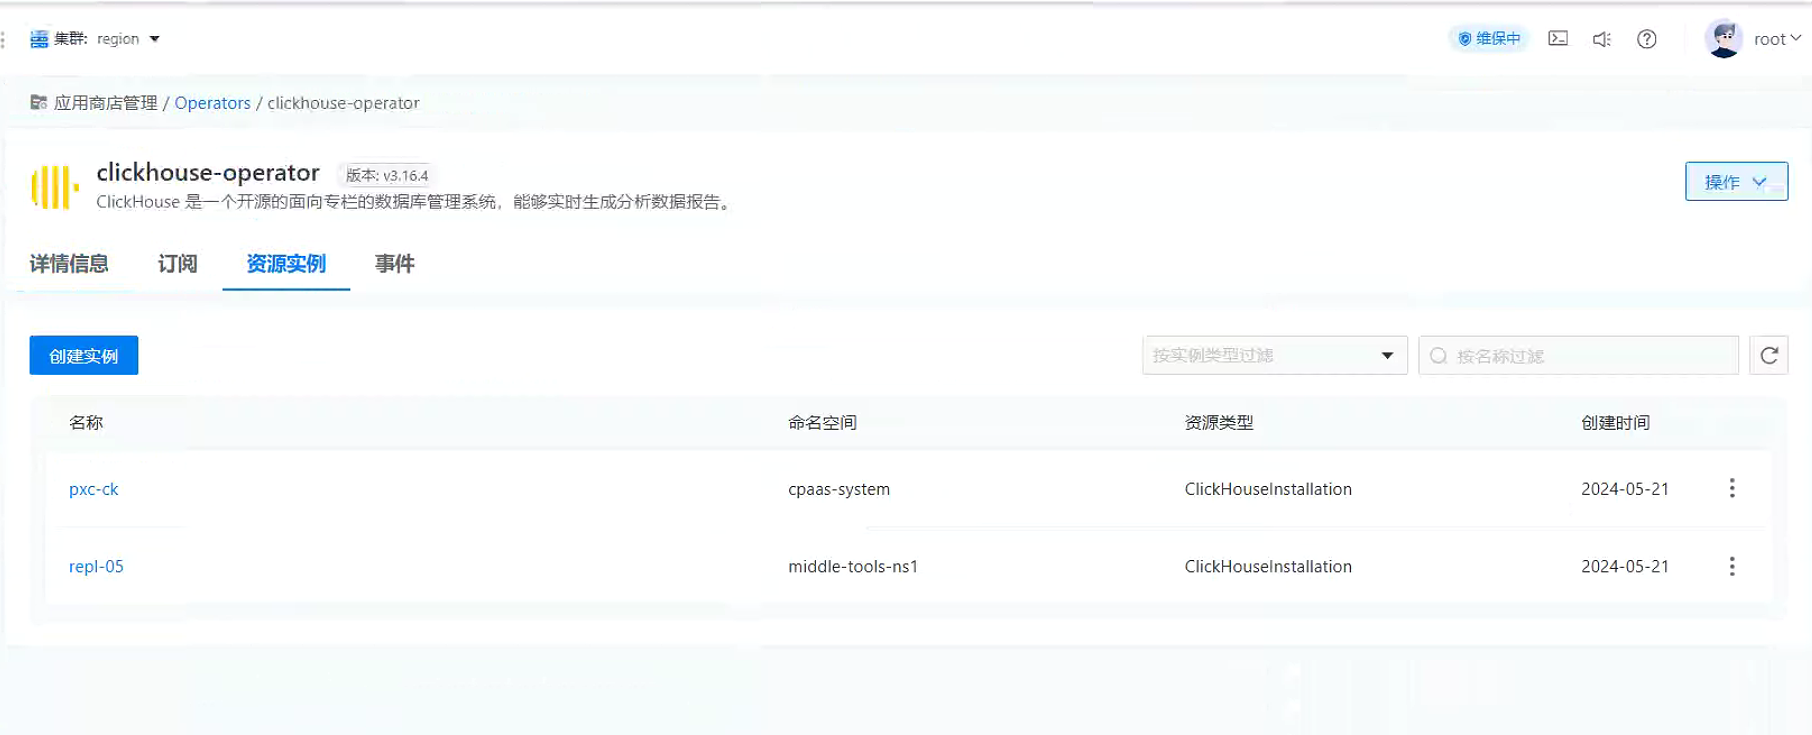 集群: region
维保中
root
应用商店管理 / Operators / clickhouse-operator
clickhouse-operator 版本: v3.16.4
ClickHouse 是一个开源的面向专栏的数据库管理系统，能够实时生成分析数据报告。
操作
详情信息 订阅 资源实例 事件
创建实例 按实例类型过滤 按名称过滤
名称 命名空间 资源类型 创建时间
pxc-ck cpaas-system ClickHouseInstallation 2024-05-21
repl-05 middle-tools-ns1 ClickHouseInstallation 2024-05-21